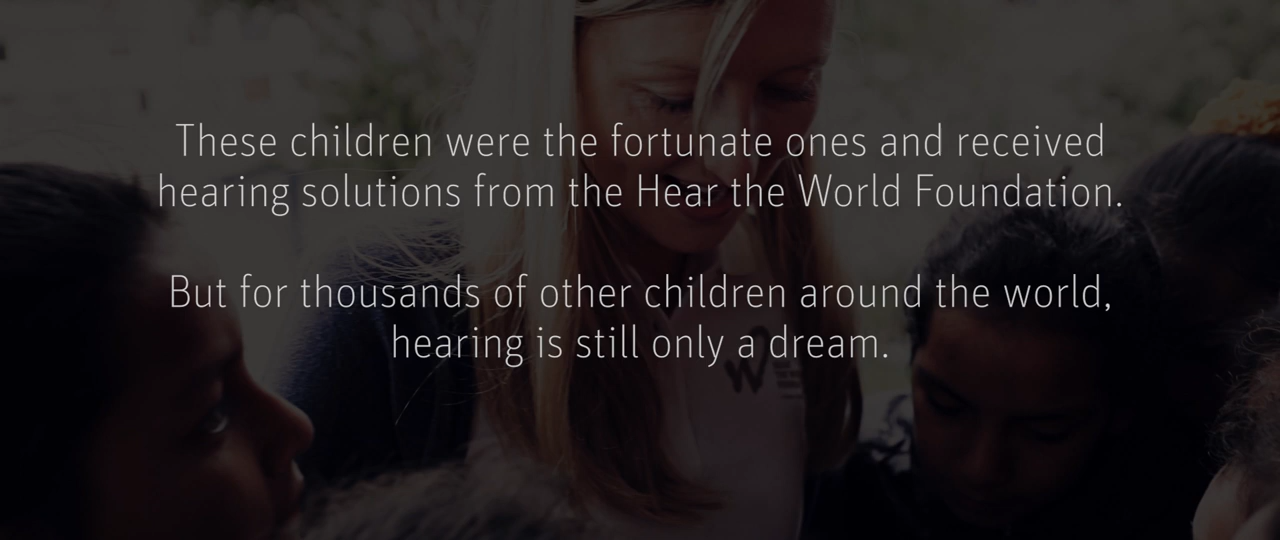 These children were the fortunate ones and received
hearing solutions from the Hear the World Foundation.
But for thousands of other children around the world,
hearing is still only a dream.